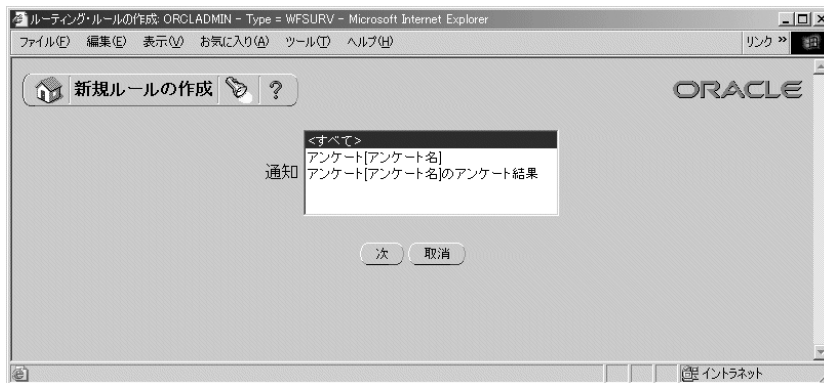 ルーティング・ルールの作成: ORCLADMIN - Type = WFSURV - Microsoft Internet Explorer
ファイル(F) 編集(E) 表示(V) お気に入り(A) ツール(T) ヘルプ(H) リンク »
新規ルールの作成 ?
ORACLE
<すべて>
通知 アンケート[アンケート名]
アンケート[アンケート名]のアンケート結果
次 取消
イントラネット